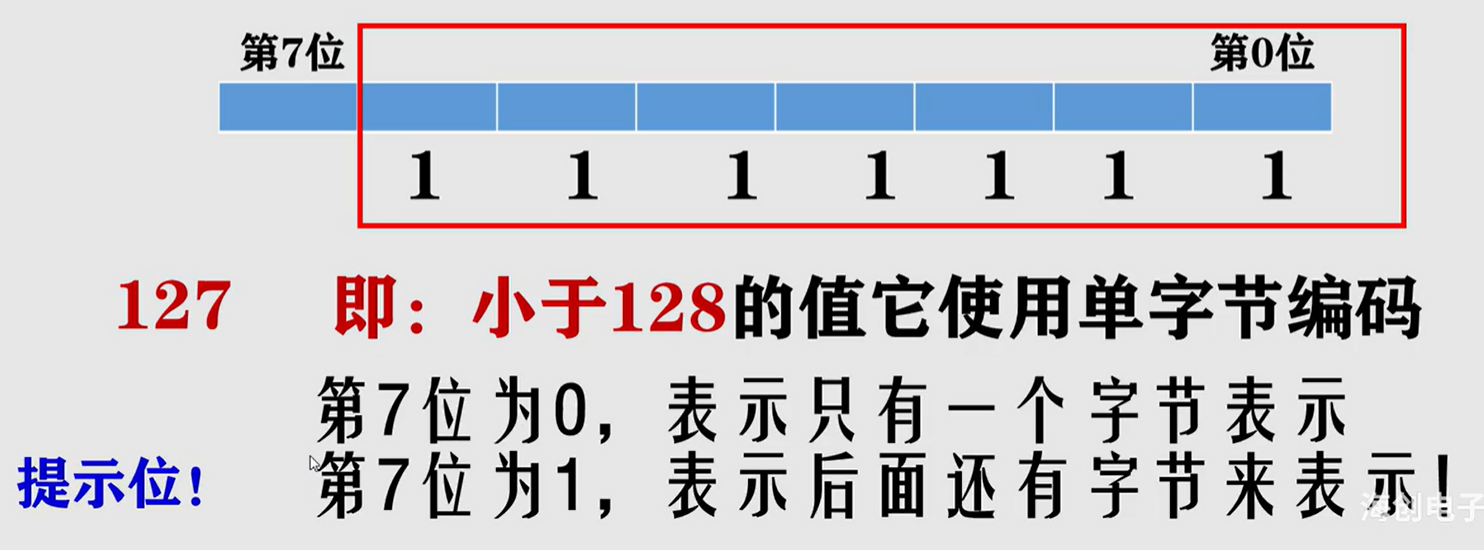 第7位 第0位
1 1 1 1 1 1 1
127 即：小于128的值它使用单字节编码
第7位为0，表示只有一个字节表示
提示位！ 第7位为1，表示后面还有字节来表示！
海创电子